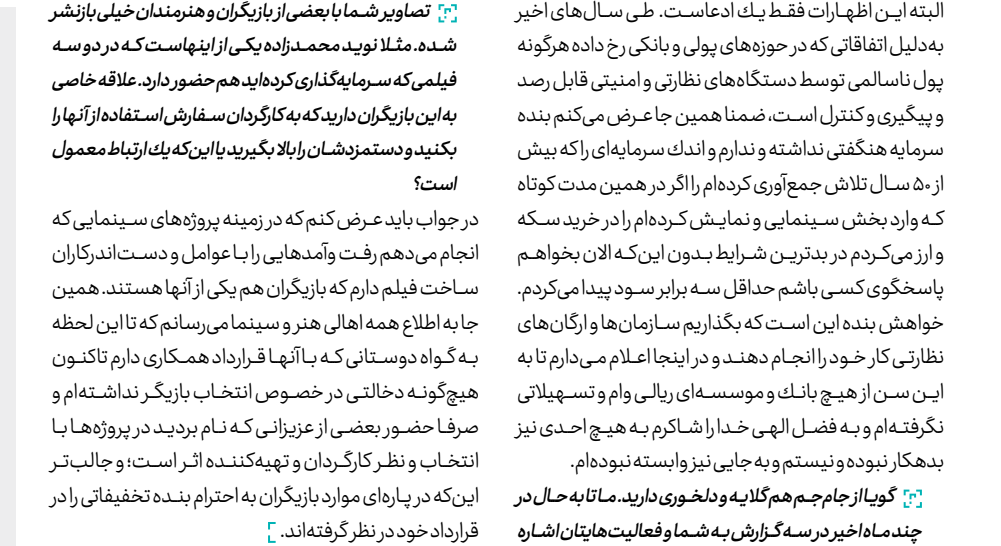 البته این اظهارات فقط یك ادعاست. طی سال‌های اخیر
به‌دلیل اتفاقاتی که در حوزه‌های پولی و بانکی رخ داده هرگونه
پول ناسالمی توسط دستگاه‌های نظارتی و امنیتی قابل رصد
و پیگیری و کنترل است، ضمنا همین جا عرض می‌کنم بنده
سرمایه هنگفتی نداشته و ندارم و اندك سرمایه‌ای را که بیش
از ۵۰ سال تلاش جمع‌آوری کرده‌ام را اگر در همین مدت کوتاه
که وارد بخش سینمایی و نمایش کرده‌ام را در خرید سکه
و ارز می‌کردم در بدترین شرایط بدون این‌که الان بخواهم
پاسخگوی کسی باشم حداقل سه برابر سود پیدا می‌کردم.
خواهش بنده این است که بگذاریم سازمان‌ها و ارگان‌های
نظارتی کار خود را انجام دهند و در اینجا اعلام می‌دارم تا به
این سن از هیچ بانك و موسسه‌ای ریالی وام و تسهیلاتی
نگرفته‌ام و به فضل الهی خدا را شاکرم به هیچ احدی نیز
بدهکار نبوده و نیستم و به جایی نیز وابسته نبوده‌ام.
گویا از جام‌جم هم گلایه و دلخوری دارید. ما تا به حال در
چند ماه اخیر در سه گزارش به شما و فعالیت‌هایتان اشاره
تصاویر شما با بعضی از بازیگران و هنرمندان خیلی بازنشر
شده. مثلا نوید محمدزاده یکی از اینهاست که در دو سه
فیلمی که سرمایه‌گذاری کرده‌اید هم حضور دارد. علاقه خاصی
به این بازیگران دارید که به کارگردان سفارش استفاده از آنها را
بکنید و دستمزدشان را بالا بگیرید یا این‌که یك ارتباط معمول
است؟
در جواب باید عرض کنم که در زمینه پروژه‌های سینمایی که
انجام می‌دهم رفت وآمدهایی را با عوامل و دست‌اندرکاران
ساخت فیلم دارم که بازیگران هم یکی از آنها هستند. همین
جا به اطلاع همه اهالی هنر و سینما می‌رسانم که تا این لحظه
به گواه دوستانی که با آنها قرارداد همکاری دارم تاکنون
هیچ‌گونه دخالتی در خصوص انتخاب بازیگر نداشته‌ام و
صرفا حضور بعضی از عزیزانی که نام بردید در پروژه‌ها با
انتخاب و نظر کارگردان و تهیه‌کننده اثر است؛ و جالب‌تر
این‌که در پاره‌ای موارد بازیگران به احترام بنده تخفیفاتی را در
قرارداد خود در نظر گرفته‌اند.